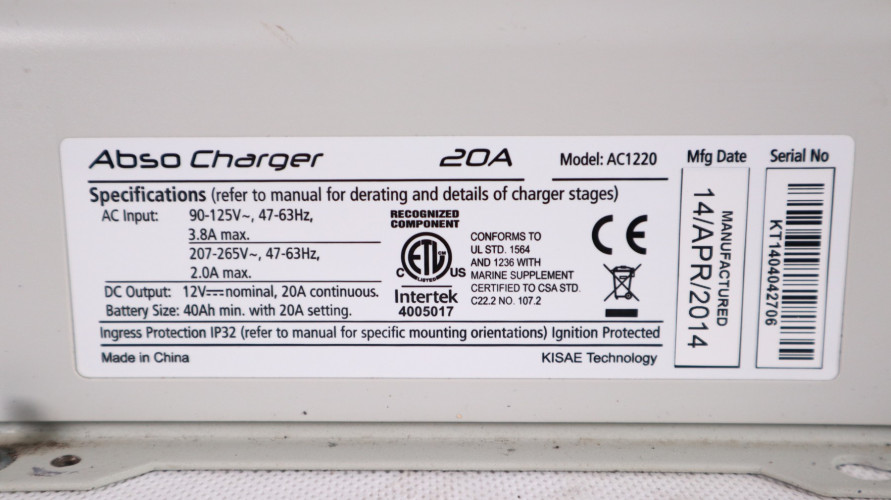 Abso Charger 20A Model: AC1220
Specifications (refer to manual for derating and details of charger stages)
AC Input: 90-125V~, 47-63Hz,
3.8A max.
207-265V~, 47-63Hz,
2.0A max.
DC Output: 12V⎓nominal, 20A continuous.
Battery Size: 40Ah min. with 20A setting.
RECOGNIZED
COMPONENT
ETL CM
C US
LISTED
Intertek
4005017
CONFORMS TO
UL STD. 1564
AND 1236 WITH
MARINE SUPPLEMENT
CERTIFIED TO CSA STD.
C22.2 NO. 107.2
CE
Ingress Protection IP32 (refer to manual for specific mounting orientations) Ignition Protected
Made in China KISAE Technology
Mfg Date
MANUFACTURED
14/APR/2014
Serial No
KT1404042706